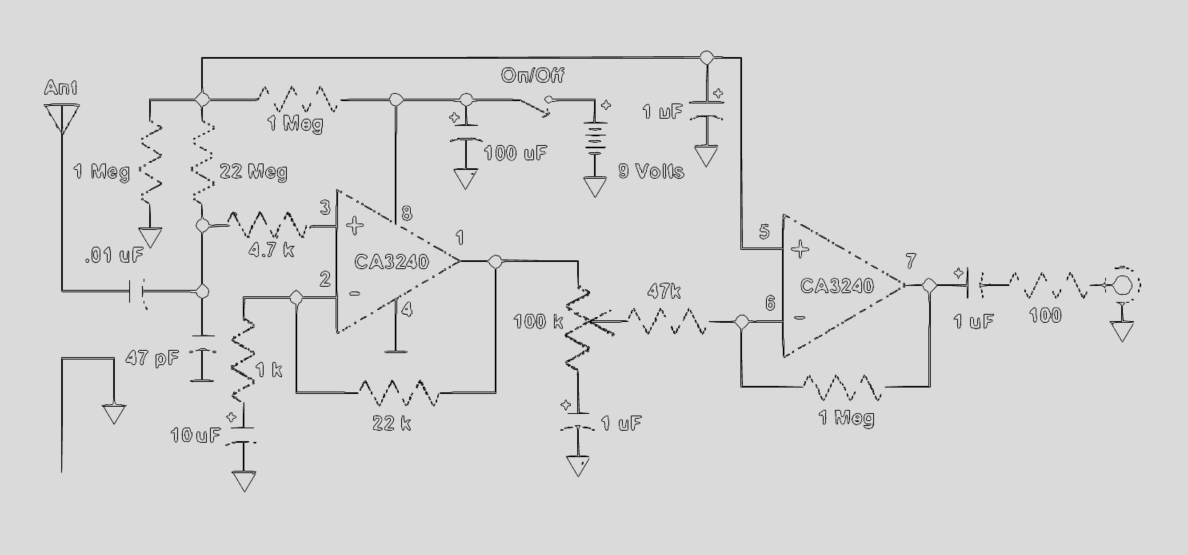 On/Off
Ant
1 Meg
1 uF
100 uF
1 Meg
22 Meg
9 Volts
3
8
4.7 k
.01 uF
1
5
CA3240
7
2
CA3240
47k
4
6
100 k
1 uF
100
47 pF
1 k
22 k
1 Meg
10 uF
1 uF